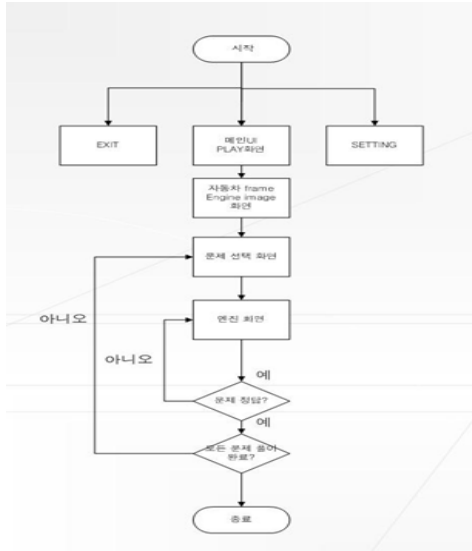 시작
EXIT
메인UI
PLAY화면
SETTING
자동차 frame
Engine image
화면
문제 선택 화면
엔진 화면
아니오
아니오
예
문제 정답?
예
모든 문제 풀이
완료?
종료